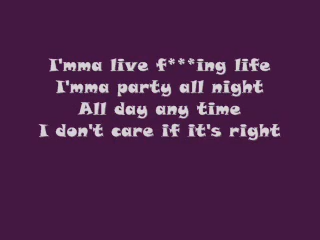 I'mma live f***ing life
I'mma party all night
All day any time
I don't care if it's right